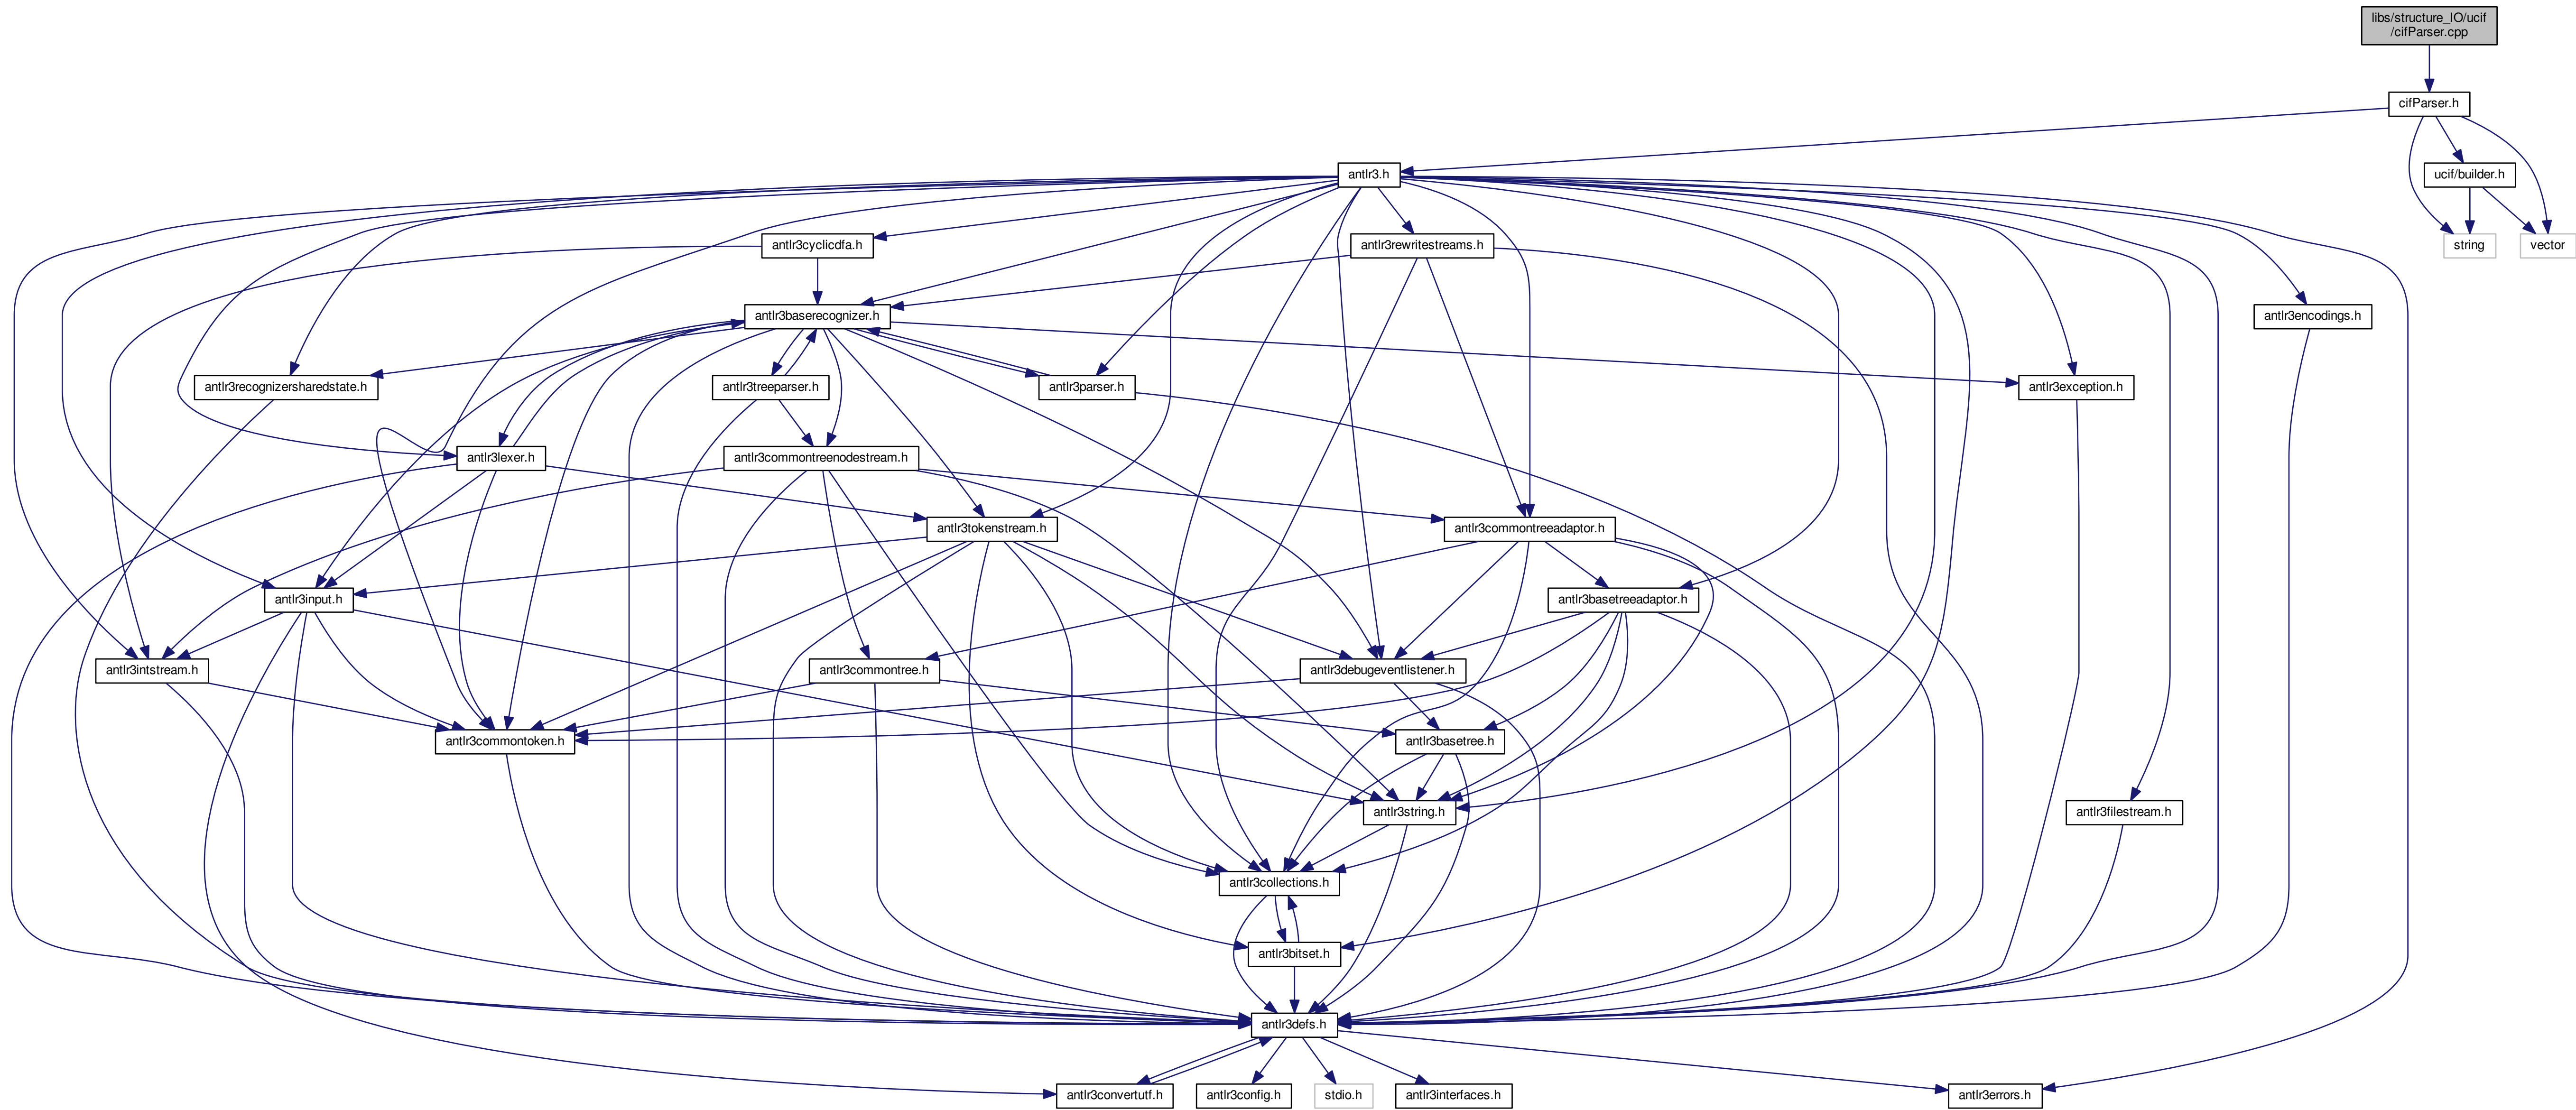 libs/structure_IO/ucif
/cifParser.cpp
cifParser.h
antlr3.h
ucif/builder.h
antlr3cyclicdfa.h
antlr3rewritestreams.h
string
vector
antlr3baserecognizer.h
antlr3encodings.h
antlr3recognizersharedstate.h
antlr3treeparser.h
antlr3parser.h
antlr3exception.h
antlr3lexer.h
antlr3commontreenodestream.h
antlr3tokenstream.h
antlr3commontreeadaptor.h
antlr3input.h
antlr3basetreeadaptor.h
antlr3intstream.h
antlr3commontree.h
antlr3debugeventlistener.h
antlr3commontoken.h
antlr3basetree.h
antlr3string.h
antlr3filestream.h
antlr3collections.h
antlr3bitset.h
antlr3defs.h
antlr3convertutf.h
antlr3config.h
stdio.h
antlr3interfaces.h
antlr3errors.h